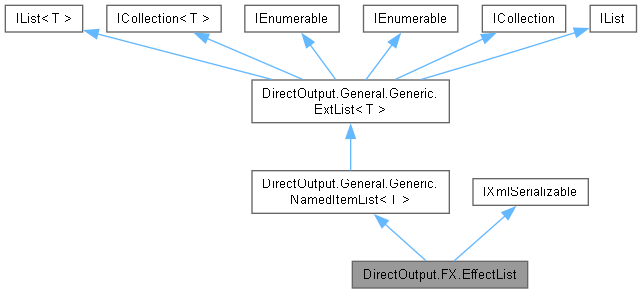 IList< T >
ICollection< T >
IEnumerable
IEnumerable
ICollection
IList
DirectOutput.General.Generic.
ExtList< T >
DirectOutput.General.Generic.
NamedItemList< T >
IXmlSerializable
DirectOutput.FX.EffectList